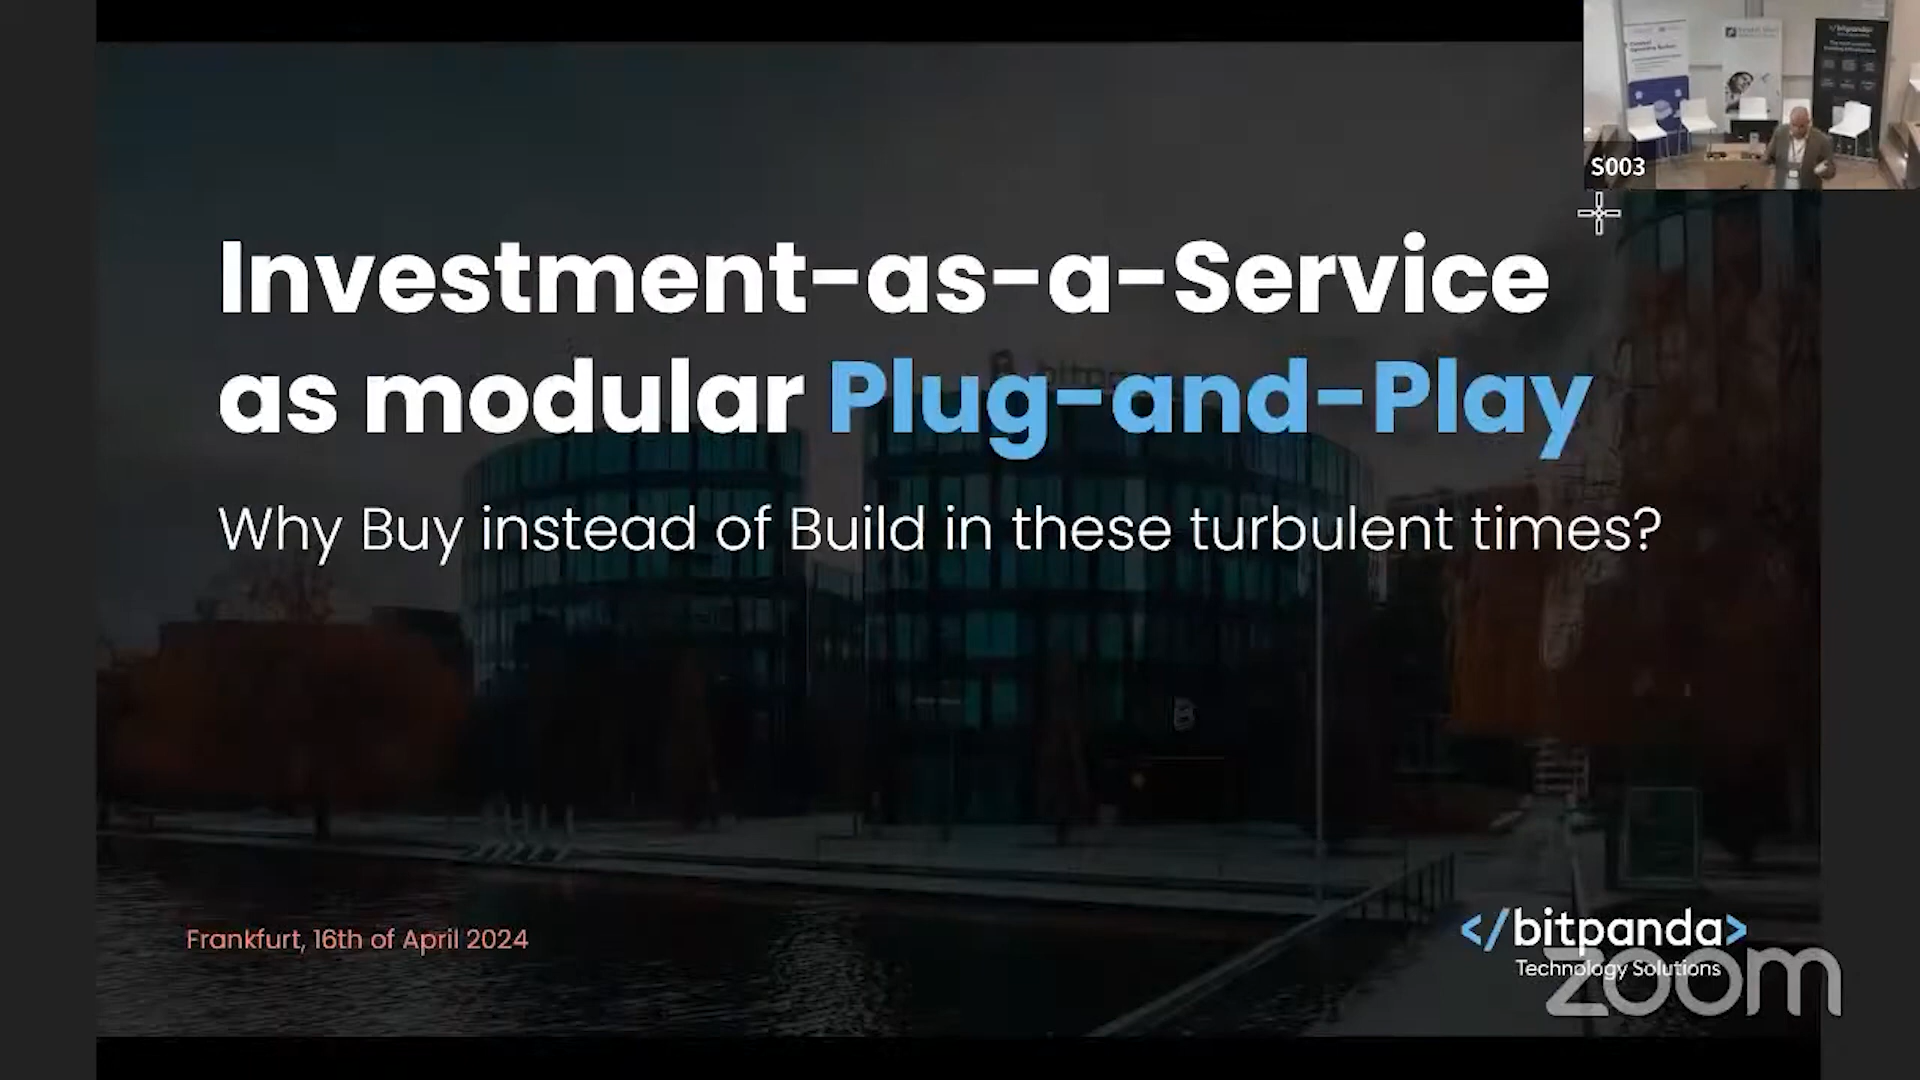 Investment-as-a-Service
as modular Plug-and-Play
Why Buy instead of Build in these turbulent times?
Frankfurt, 16th of April 2024
</bitpanda>
Technology Solutions
zoom
S003
</bitpanda>